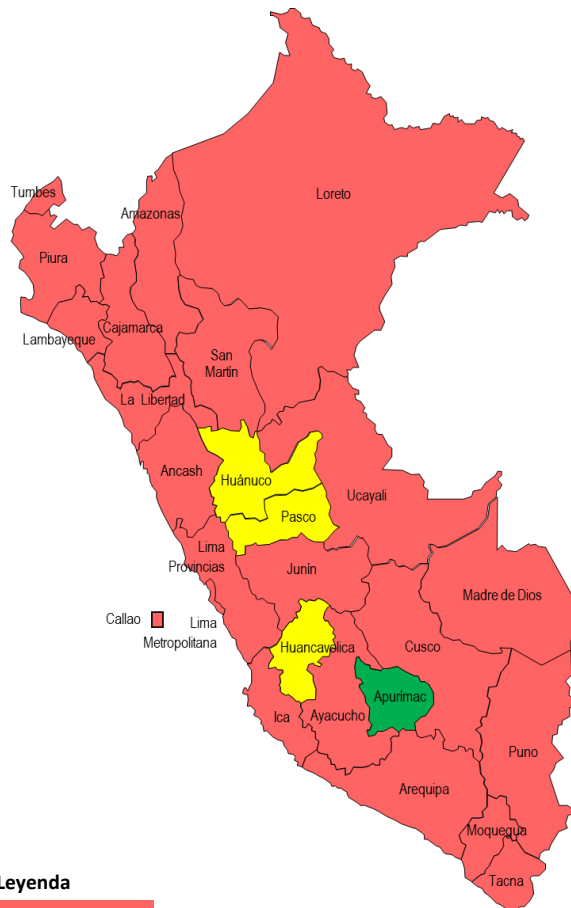 Loreto
Tumbes
Amazonas
Piura
Cajamarca
Lambayeque
San
Martin
La Libertad
Ancash
Huánuco
Ucayali
Pasco
Lima
Provincias
Junín
Madre de Dios
Callao
Lima
Metropolitana
Huancavelica
Cusco
Apurímac
Ica
Ayacucho
Puno
Arequipa
Moquegua
Tacna
Leyenda